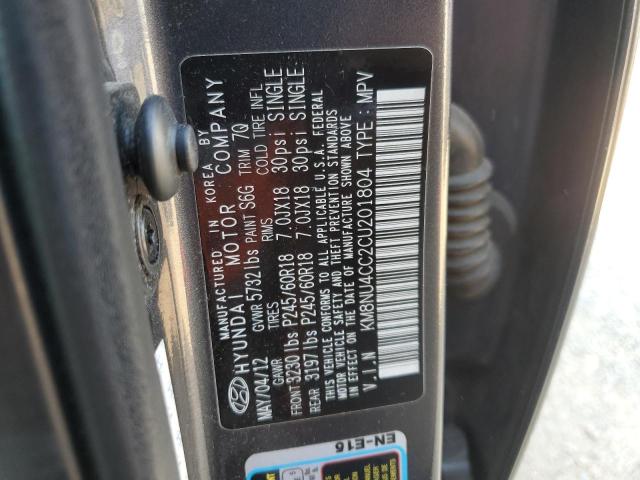 MANUFACTURED IN KOREA BY
HYUNDAI MOTOR COMPANY
MAY/04/12 GVWR 5732 lbs PAINT S6G TRIM 7Q
GAWR TIRES RIMS COLD TIRE INFL
FRONT 3230 lbs P245/60R18 7.0JX18 30psi SINGLE
REAR 3197 lbs P245/60R18 7.0JX18 30psi SINGLE
THIS VEHICLE CONFORMS TO ALL APPLICABLE U.S.A. FEDERAL
MOTOR VEHICLE SAFETY AND THEFT PREVENTION STANDARDS
IN EFFECT ON THE DATE OF MANUFACTURE SHOWN ABOVE
V.I.N KM8NU4CC2CU201804 TYPE : MPV
EN-E15